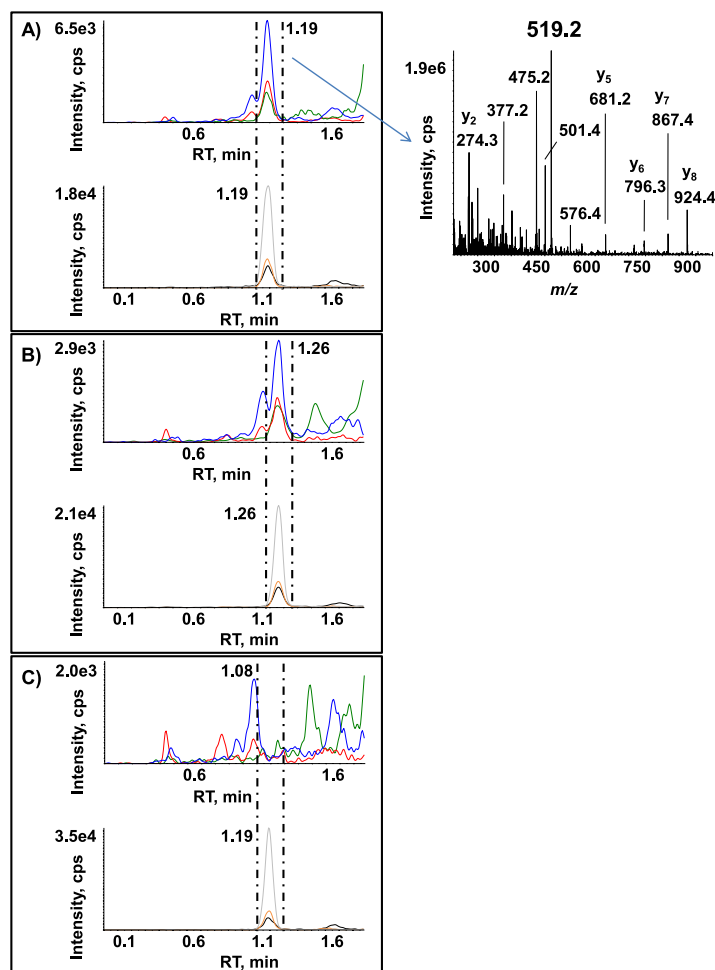 A)
6.5e3
1.19
Intensity, cps
0.6 1.6
RT, min
1.8e4
1.19
Intensity, cps
0.1 0.6 1.1 1.6
RT, min
519.2
1.9e6
475.2
y5
681.2
y7
867.4
y2
274.3
377.2
501.4
y6
796.3
y8
924.4
576.4
Intensity, cps
300 450 600 750 900
m/z
B)
2.9e3
1.26
Intensity, cps
0.6 1.6
RT, min
2.1e4
1.26
Intensity, cps
0.1 0.6 1.1 1.6
RT, min
C)
2.0e3
1.08
Intensity, cps
0.6 1.6
RT, min
3.5e4
1.19
Intensity, cps
0.1 0.6 1.1 1.6
RT, min